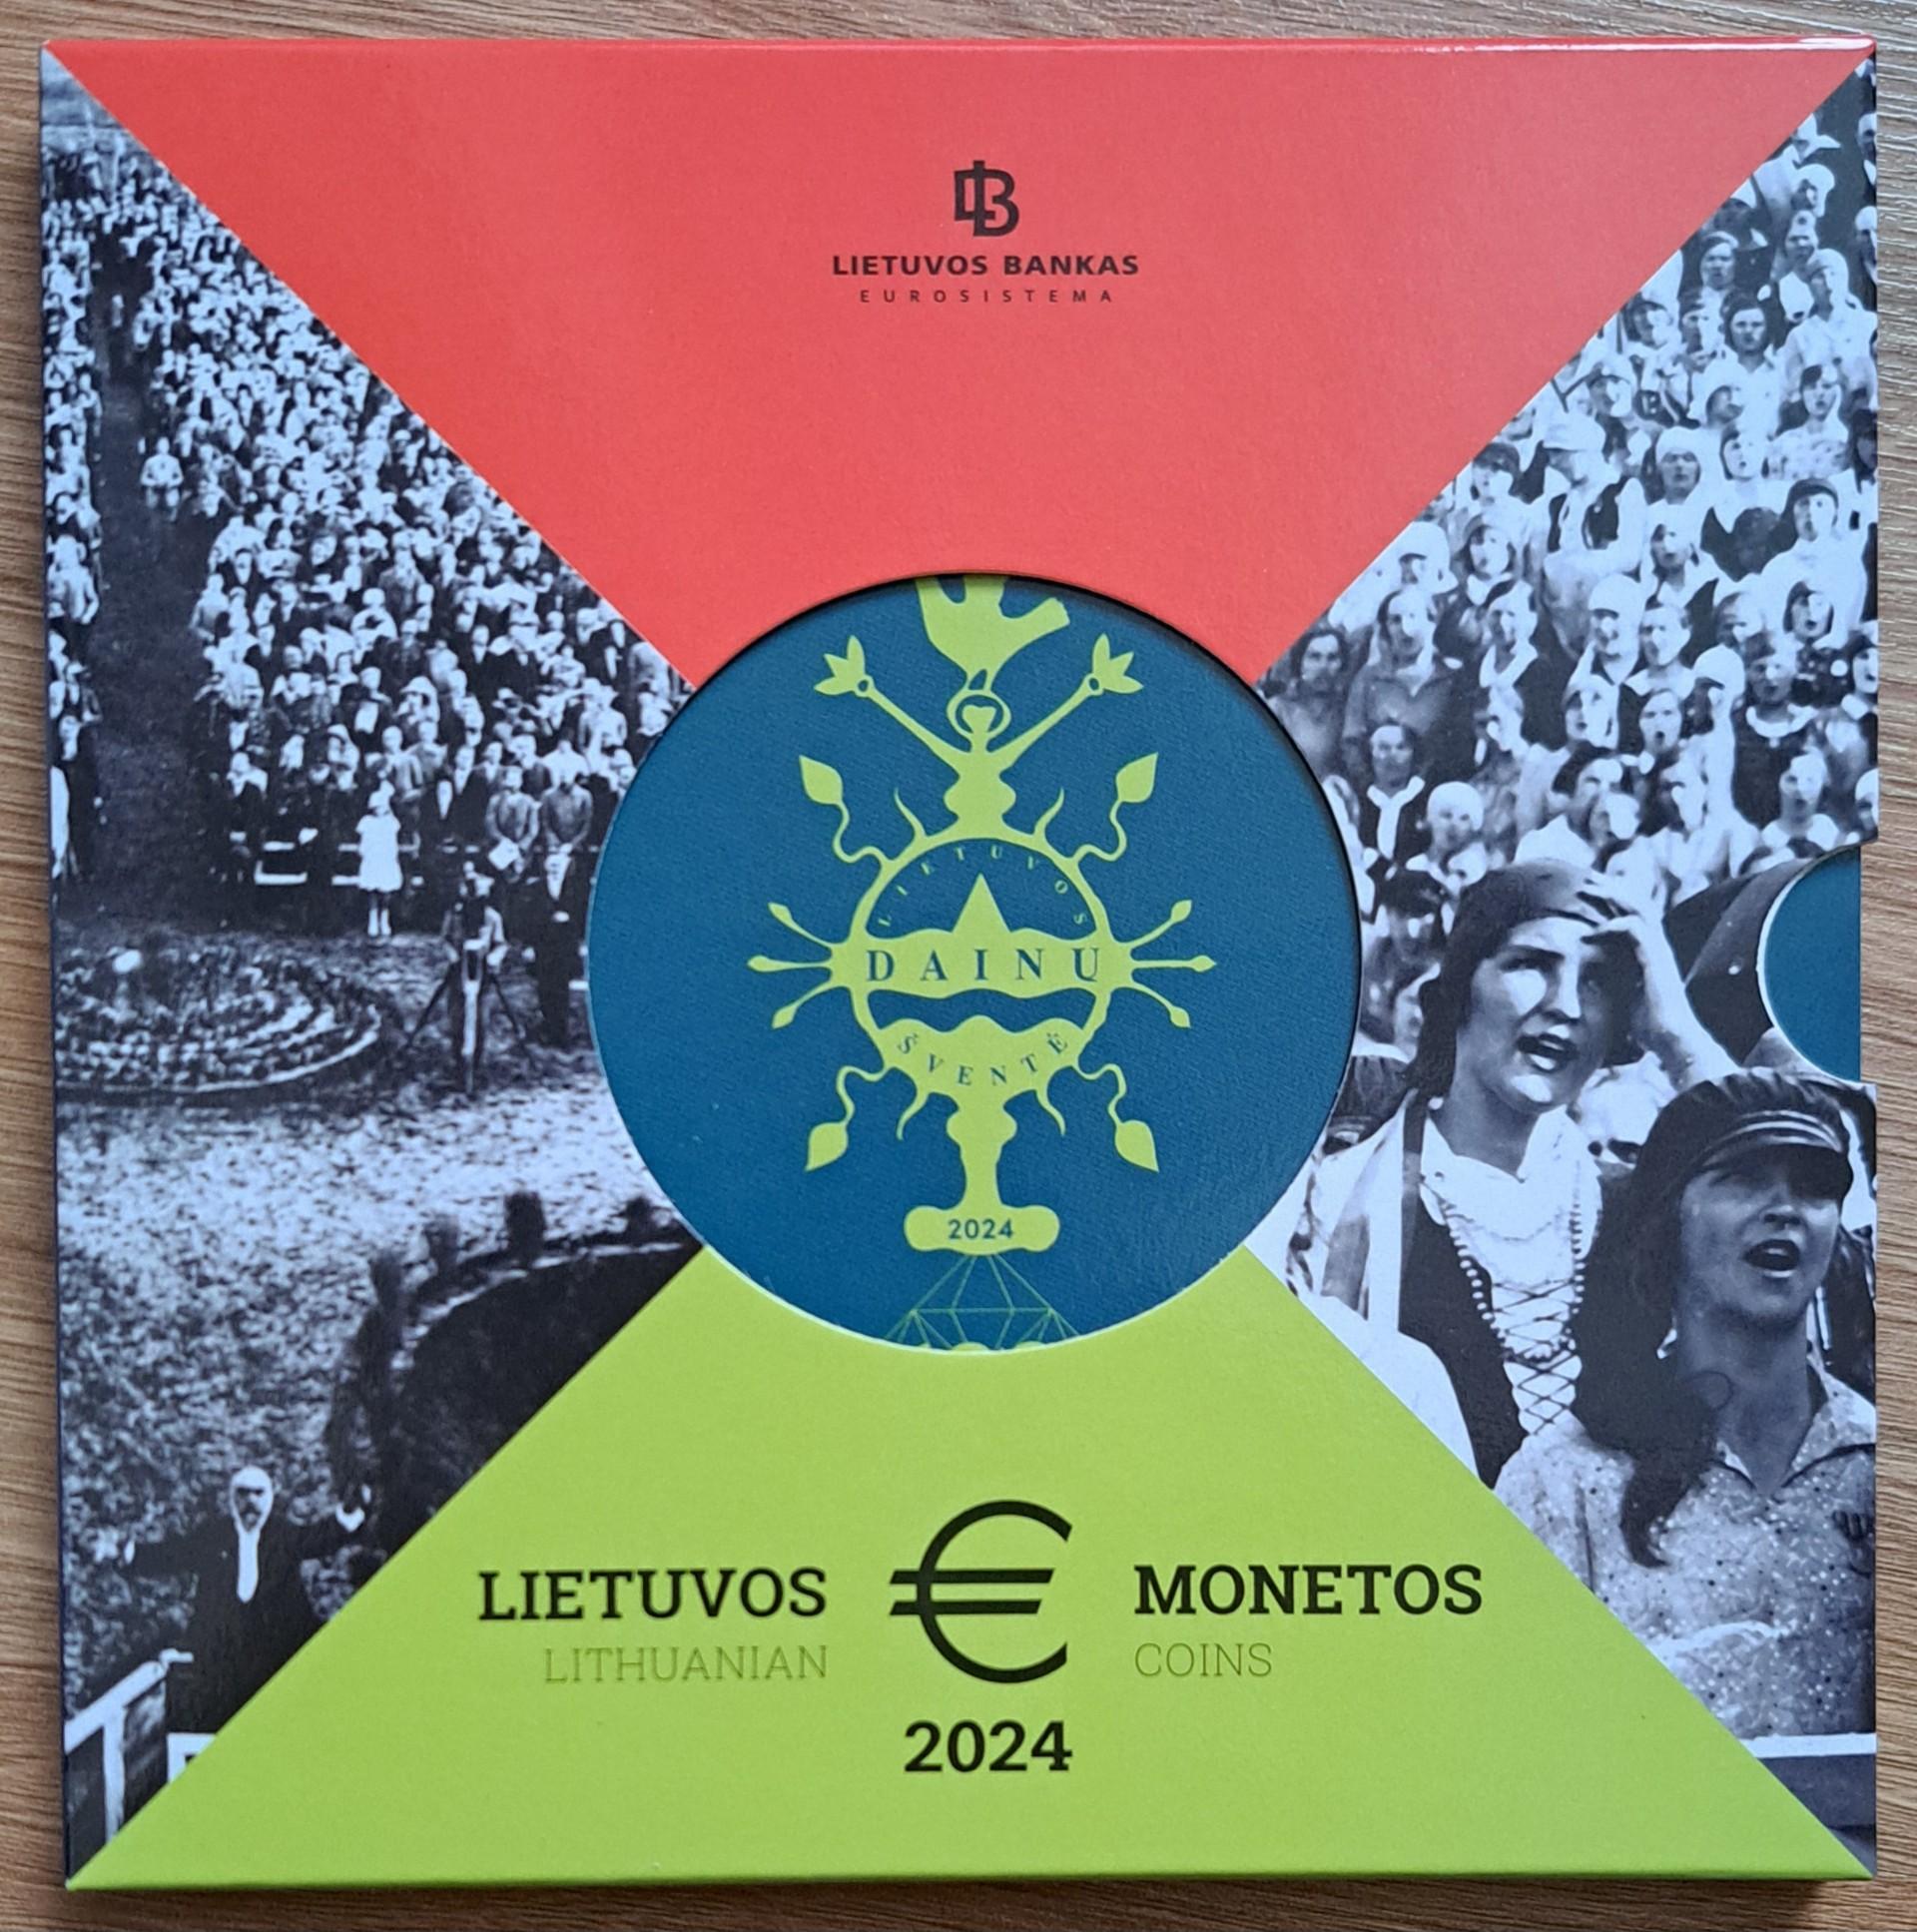 LIETUVOS BANKAS
EUROSISTEMA
LIETUVOS
DAINŲ
ŠVENTĖ
2024
LIETUVOS € MONETOS
LITHUANIAN COINS
2024